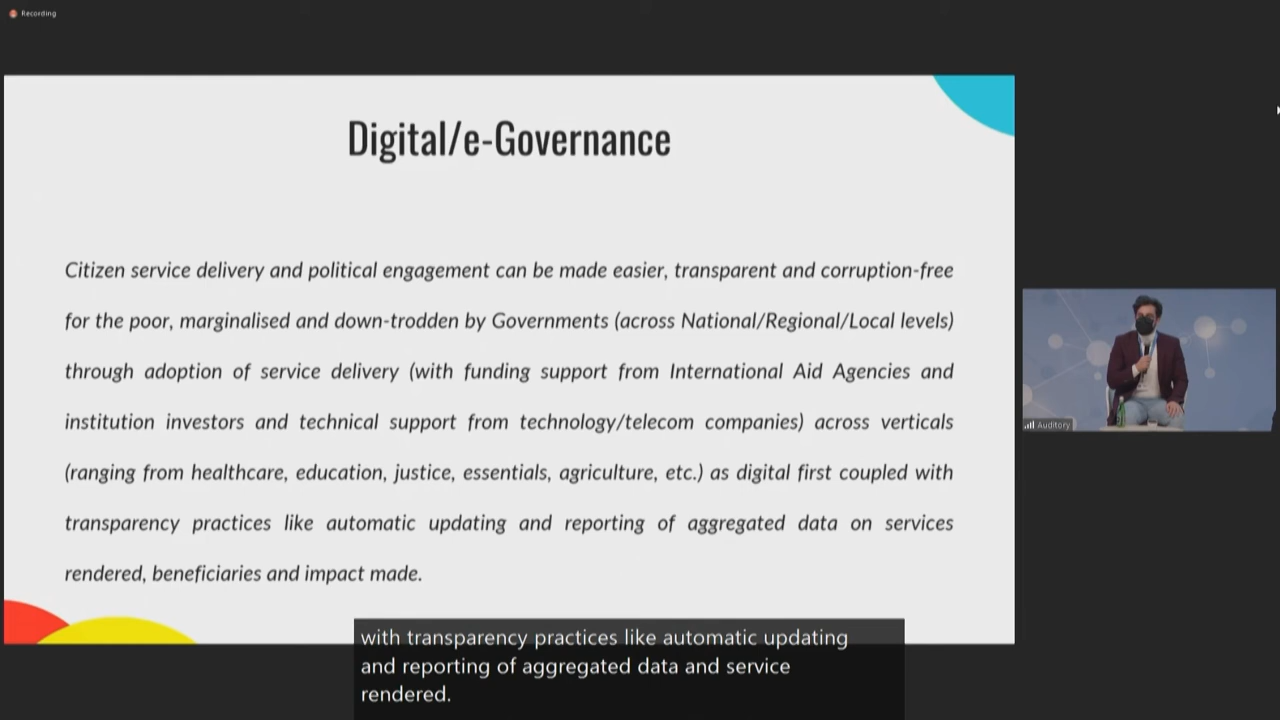 Recording
Digital/e-Governance
Citizen service delivery and political engagement can be made easier, transparent and corruption-free
for the poor, marginalised and down-trodden by Governments (across National/Regional/Local levels)
through adoption of service delivery (with funding support from International Aid Agencies and
institution investors and technical support from technology/telecom companies) across verticals
(ranging from healthcare, education, justice, essentials, agriculture, etc.) as digital first coupled with
transparency practices like automatic updating and reporting of aggregated data on services
rendered, beneficiaries and impact made.
Auditory
with transparency practices like automatic updating
and reporting of aggregated data and service
rendered.